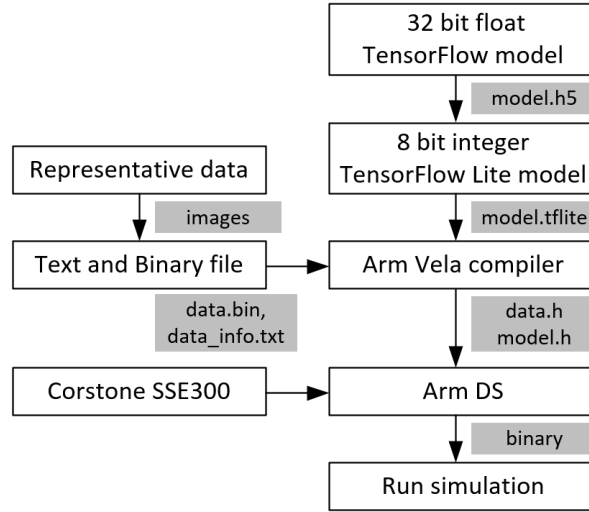 32 bit float
TensorFlow model
model.h5
8 bit integer
TensorFlow Lite model
Representative data
images
model.tflite
Text and Binary file
Arm Vela compiler
data.bin,
data_info.txt
data.h
model.h
Corstone SSE300
Arm DS
binary
Run simulation